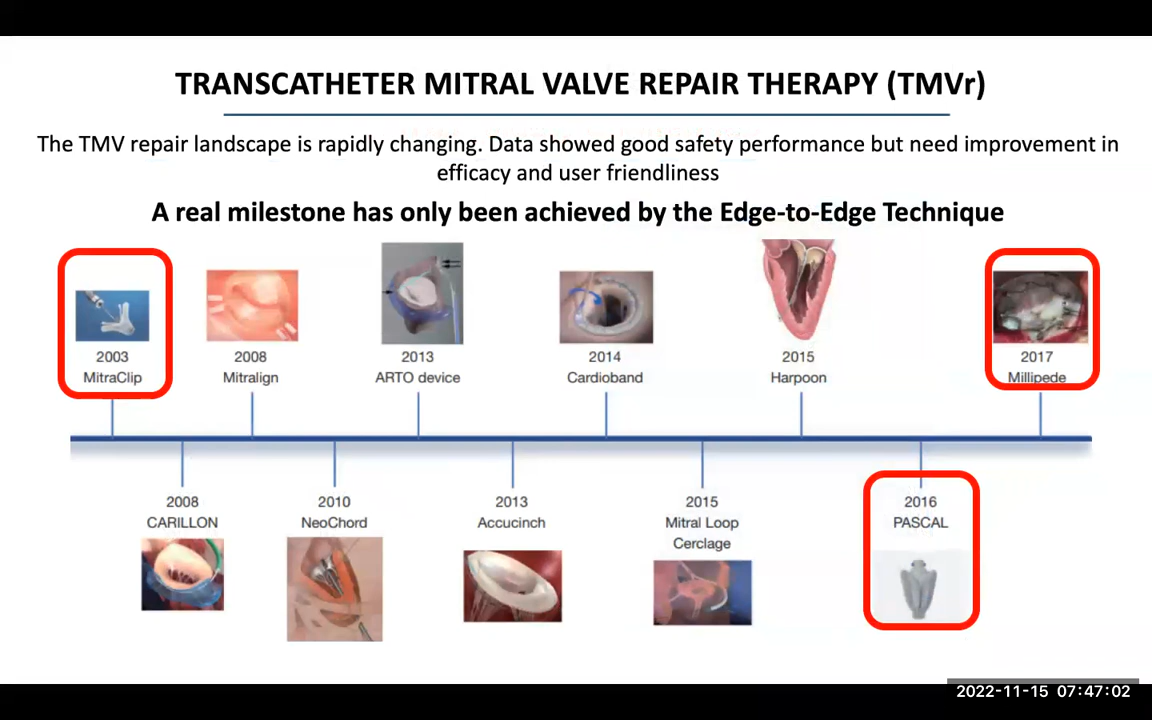 TRANSCATHETER MITRAL VALVE REPAIR THERAPY (TMVr)
The TMV repair landscape is rapidly changing. Data showed good safety performance but need improvement in
efficacy and user friendliness
A real milestone has only been achieved by the Edge-to-Edge Technique
2003
MitraClip
2008
Mitralign
2013
ARTO device
2014
Cardioband
2015
Harpoon
2017
Millipede
2008
CARILLON
2010
NeoChord
2013
Accucinch
2015
Mitral Loop
Cerclage
2016
PASCAL
2022-11-15 07:47:02